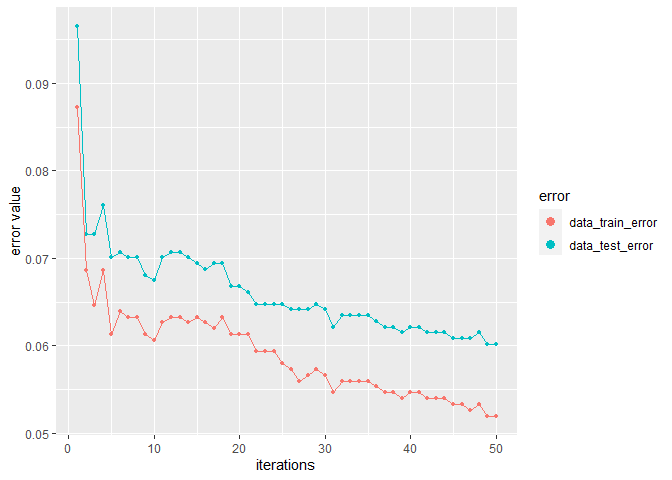 0.09
0.08
0.07
0.06
0.05
error value
0 10 20 30 40 50
iterations
error
data_train_error
data_test_error